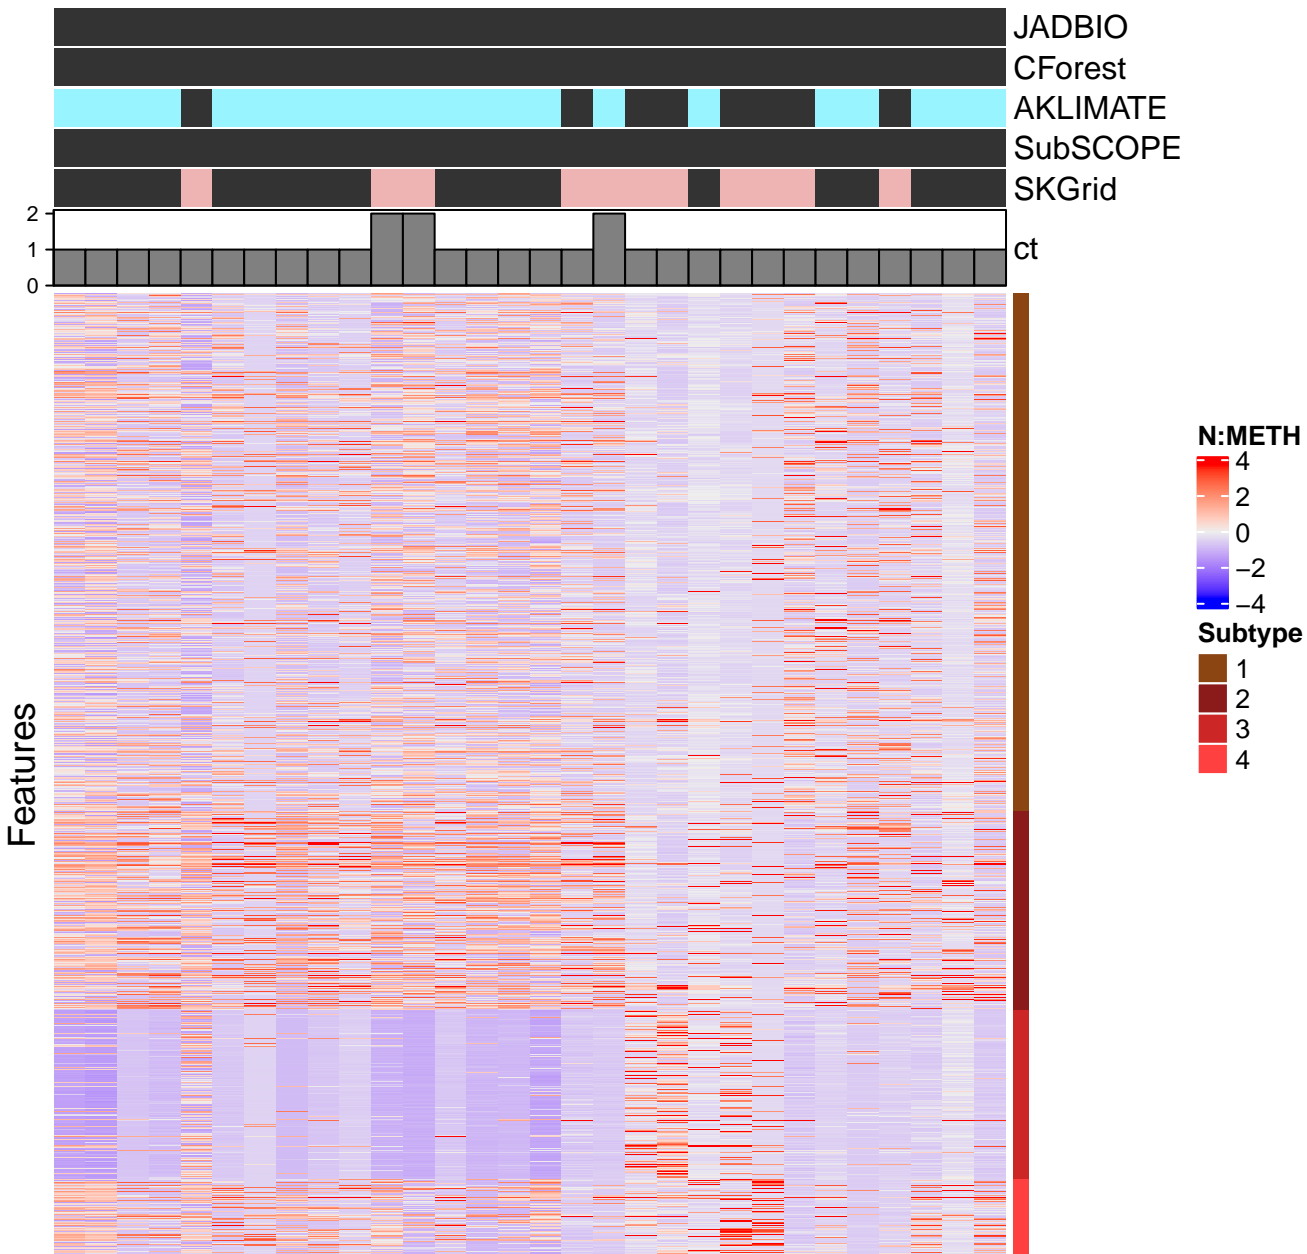 JADBIO
CForest
AKLIMATE
SubSCOPE
SKGrid
2
1
0
ct
Features
N:METH
4
2
0
−2
−4
Subtype
1
2
3
4